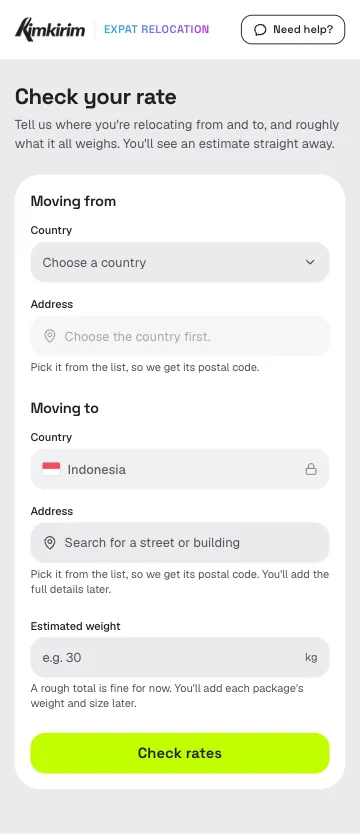 Kimkirim
EXPAT RELOCATION
Need help?
Check your rate
Tell us where you're relocating from and to, and roughly
what it all weighs. You'll see an estimate straight away.
Moving from
Country
Choose a country
Address
Choose the country first.
Pick it from the list, so we get its postal code.
Moving to
Country
Indonesia
Address
Search for a street or building
Pick it from the list, so we get its postal code. You'll add the
full details later.
Estimated weight
e.g. 30
kg
A rough total is fine for now. You'll add each package's
weight and size later.
Check rates